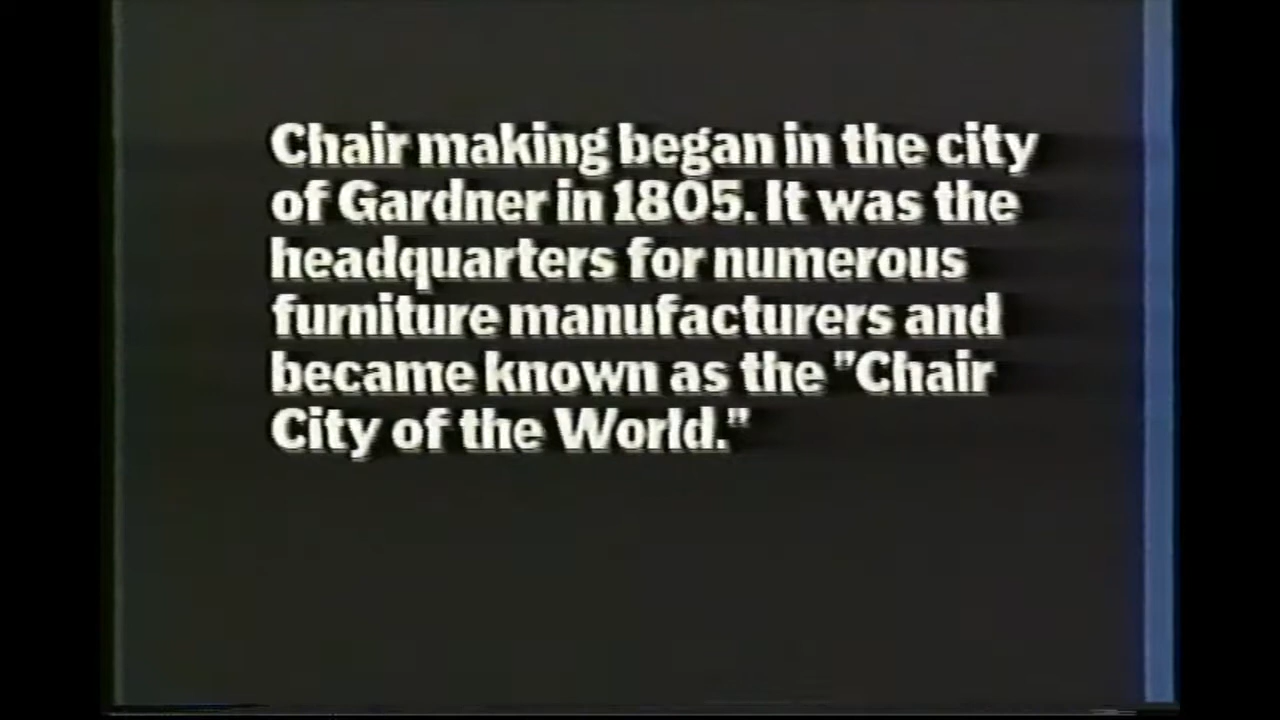 Chair making began in the city
of Gardner in 1805. It was the
headquarters for numerous
furniture manufacturers and
became known as the "Chair
City of the World."